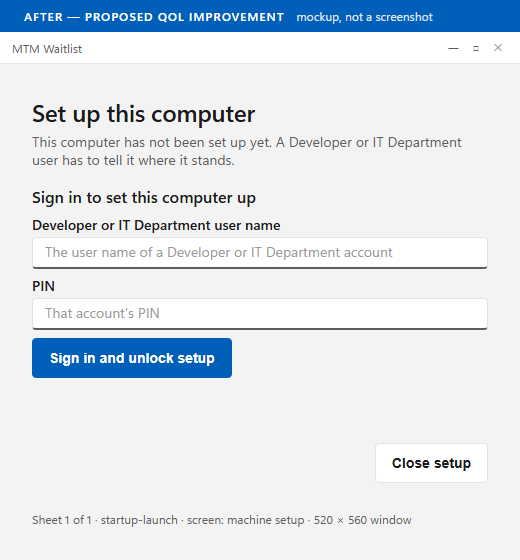 AFTER — PROPOSED QOL IMPROVEMENT mockup, not a screenshot
MTM Waitlist
Set up this computer
This computer has not been set up yet. A Developer or IT Department
user has to tell it where it stands.
Sign in to set this computer up
Developer or IT Department user name
The user name of a Developer or IT Department account
PIN
That account's PIN
Sign in and unlock setup
Close setup
Sheet 1 of 1 · startup-launch · screen: machine setup · 520 × 560 window